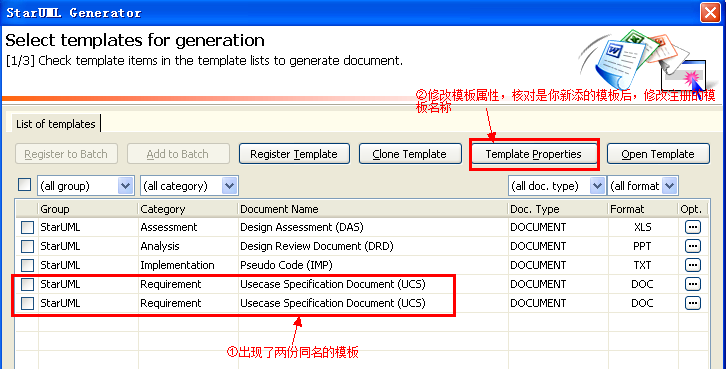 StarUML Generator
Select templates for generation
[1/3] Check template items in the template lists to generate document.
②修改模板属性，核对是你新添的模板后，修改注册的模
板名称
List of templates
Register to Batch Add to Batch Register Template Clone Template Template Properties Open Template
(all group) (all category) (all doc. type) (all format
Group Category Document Name Doc. Type Format Opt.
StarUML Assessment Design Assessment (DAS) DOCUMENT XLS
StarUML Analysis Design Review Document (DRD) DOCUMENT PPT
StarUML Implementation Pseudo Code (IMP) DOCUMENT TXT
StarUML Requirement Usecase Specification Document (UCS) DOCUMENT DOC
StarUML Requirement Usecase Specification Document (UCS) DOCUMENT DOC
①出现了两份同名的模板